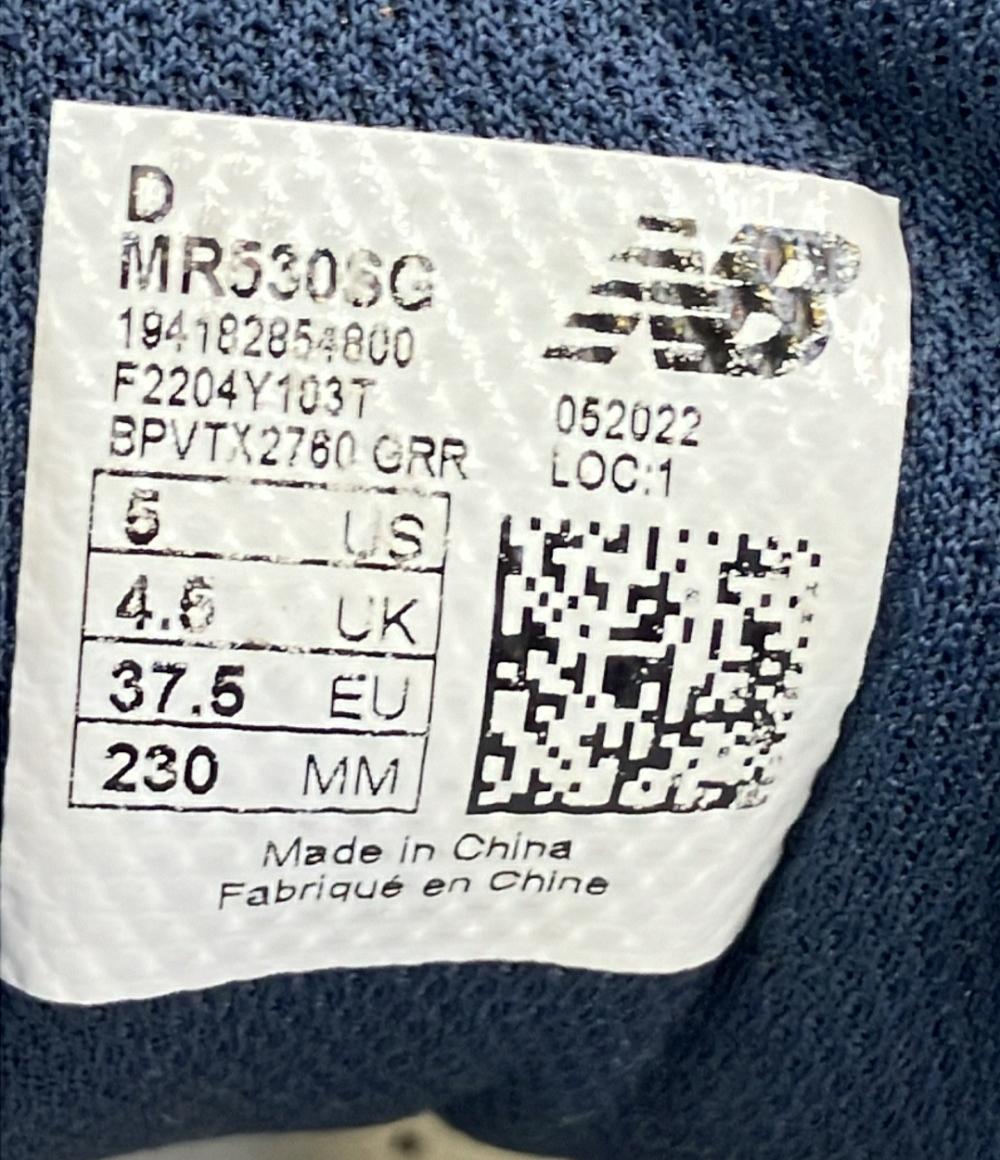 D
MR530SG
194182854800
F2204Y103T
BPVTX2760 GRR
NB
052022
LOC:1
5 US
4.5 UK
37.5 EU
230 MM
Made in China
Fabriqué en Chine